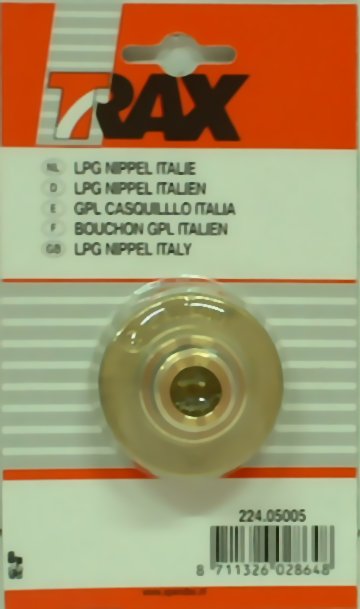 TRAX
NL LPG NIPPEL ITALIE
D LPG NIPPEL ITALIEN
E GPL CASQUILLLO ITALIA
F BOUCHON GPL ITALIEN
GB LPG NIPPEL ITALY
224.05005
8 711326 028648